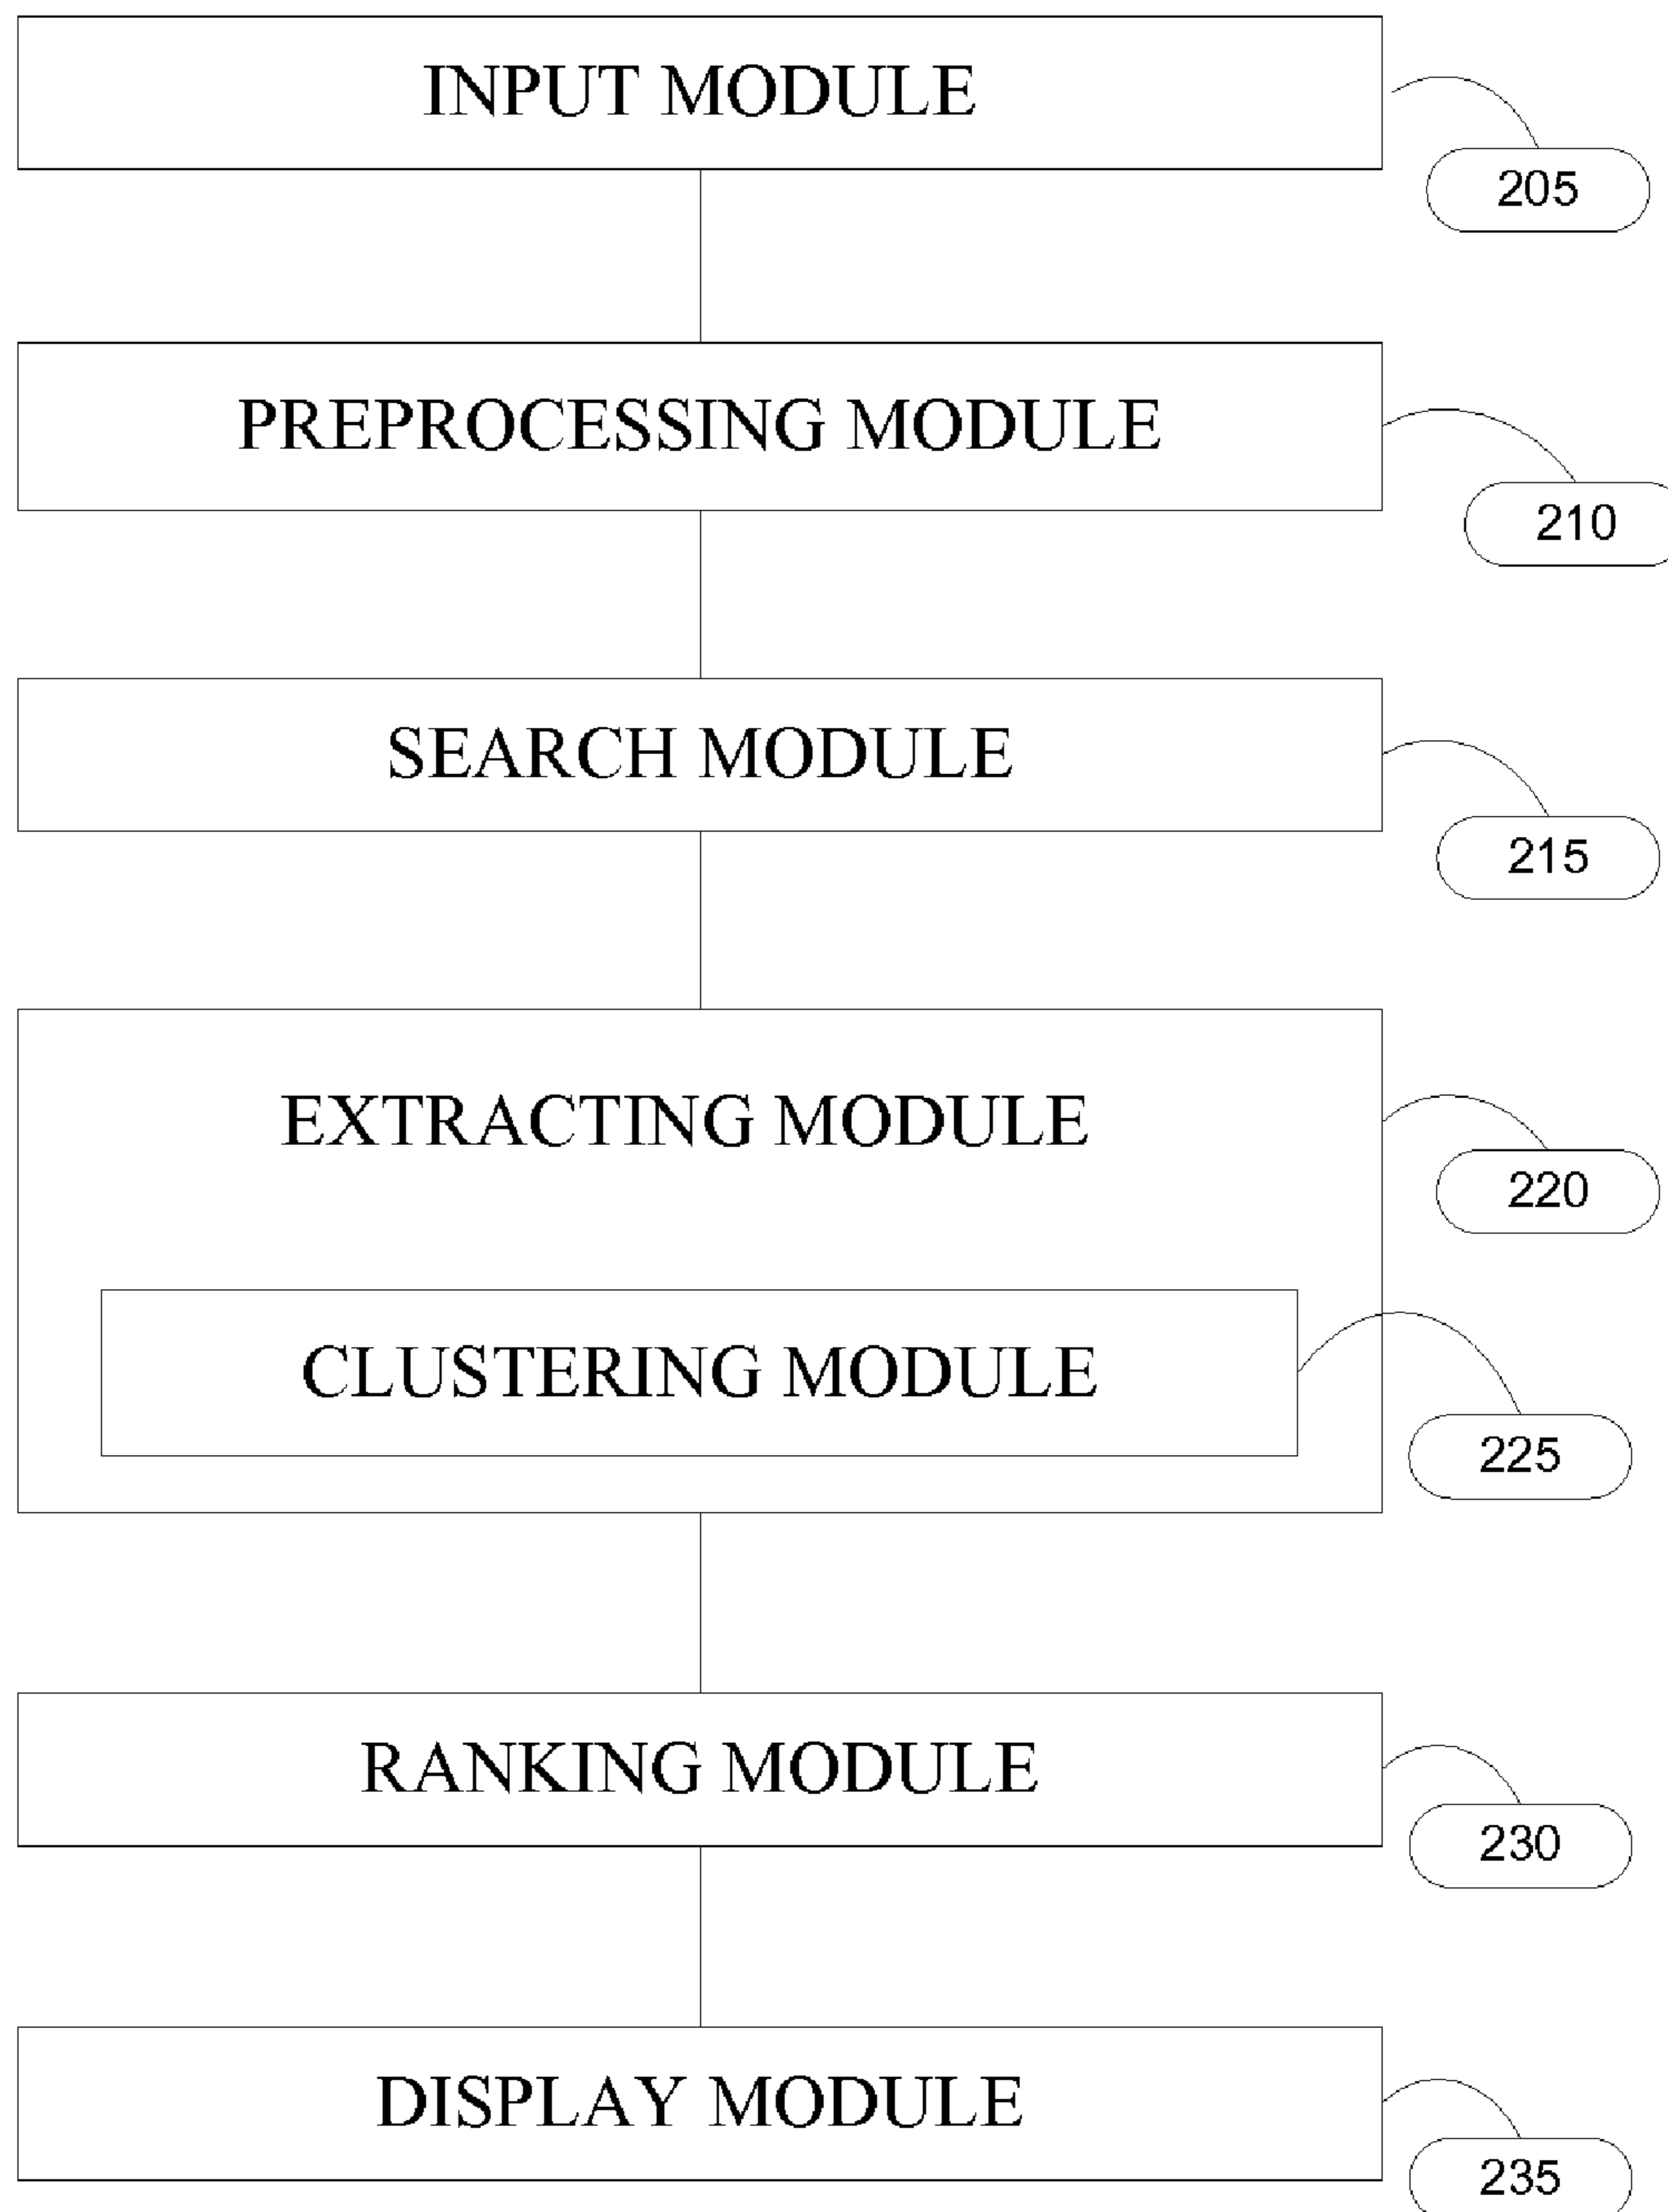 INPUT MODULE
205
PREPROCESSING MODULE
210
SEARCH MODULE
215
EXTRACTING MODULE
220
CLUSTERING MODULE
225
RANKING MODULE
230
DISPLAY MODULE
235